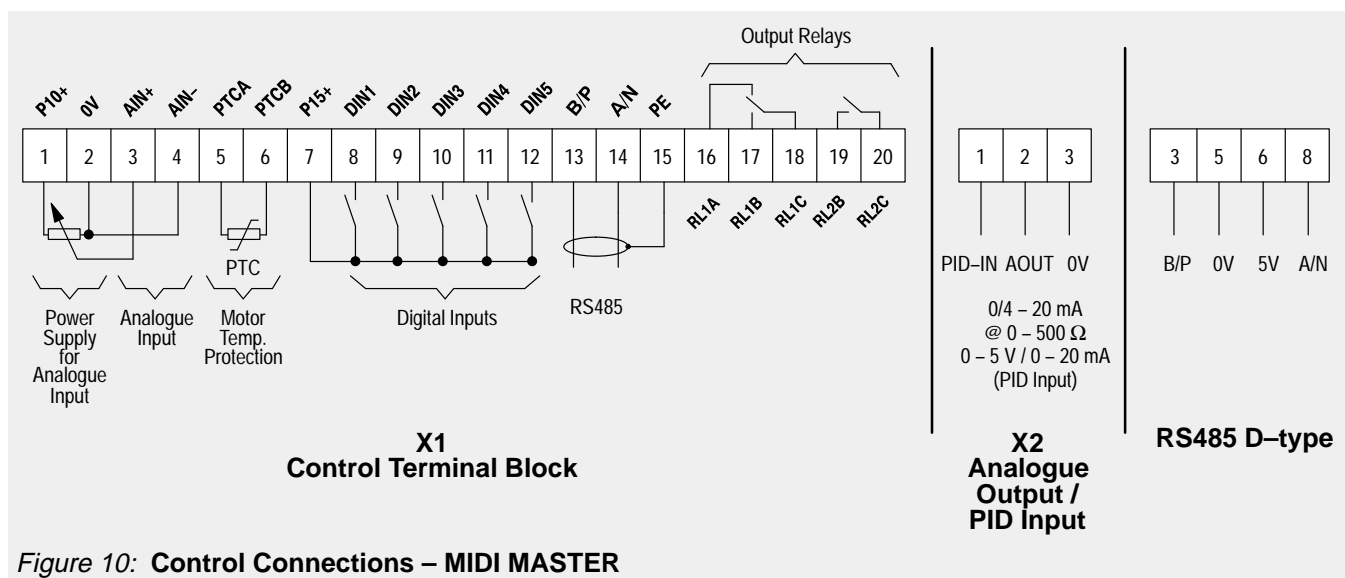 Output Relays
P10+ 0V AIN+ AIN– PTCA PTCB P15+ DIN1 DIN2 DIN3 DIN4 DIN5 B/P A/N PE
1 2 3 4 5 6 7 8 9 10 11 12 13 14 15 16 17 18 19 20
RL1A RL1B RL1C RL2B RL2C
PTC
Power
Supply
for
Analogue
Input
Analogue
Input
Motor
Temp.
Protection
Digital Inputs
RS485
X1
Control Terminal Block
1 2 3
PID–IN AOUT 0V
0/4 – 20 mA
@ 0 – 500 Ω
0 – 5 V / 0 – 20 mA
(PID Input)
X2
Analogue
Output /
PID Input
3 5 6 8
B/P 0V 5V A/N
RS485 D–type
Figure 10: Control Connections – MIDI MASTER